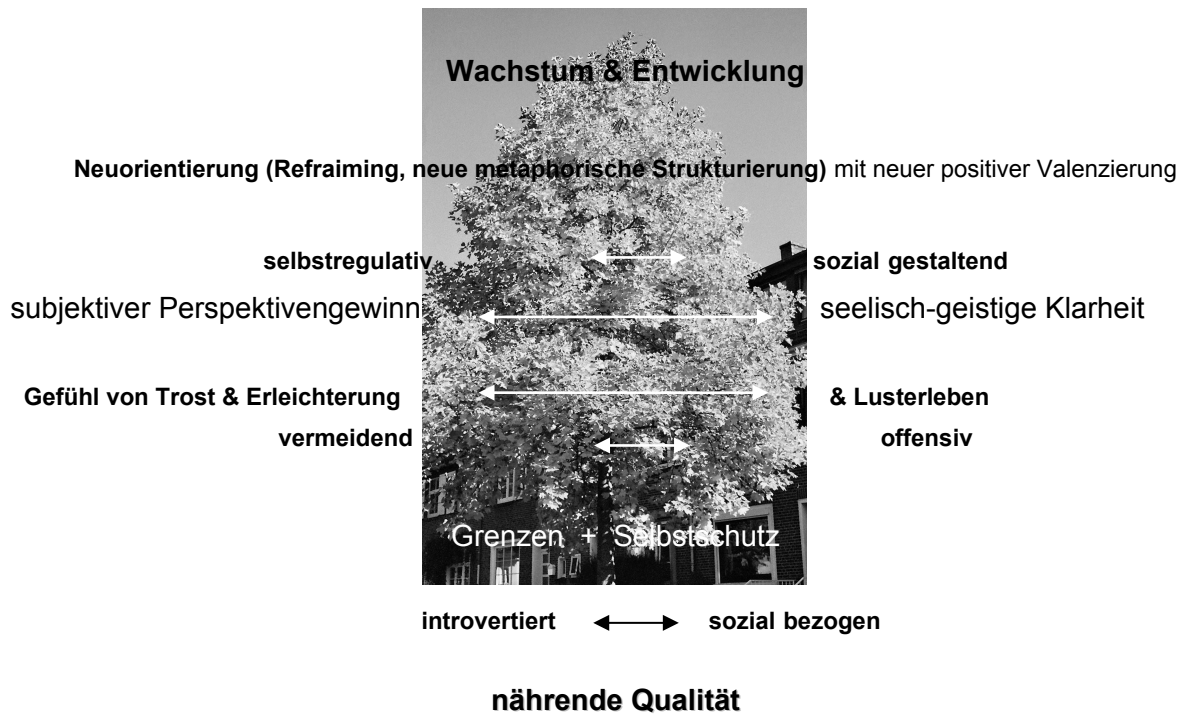 Wachstum & Entwicklung
Neuorientierung (Refraiming, neue metaphorische Strukturierung) mit neuer positiver Valenzierung
selbstregulativ sozial gestaltend
subjektiver Perspektivengewinn seelisch-geistige Klarheit
Gefühl von Trost & Erleichterung & Lusterleben
vermeidend offensiv
Grenzen + Selbstschutz
introvertiert sozial bezogen
nährende Qualität